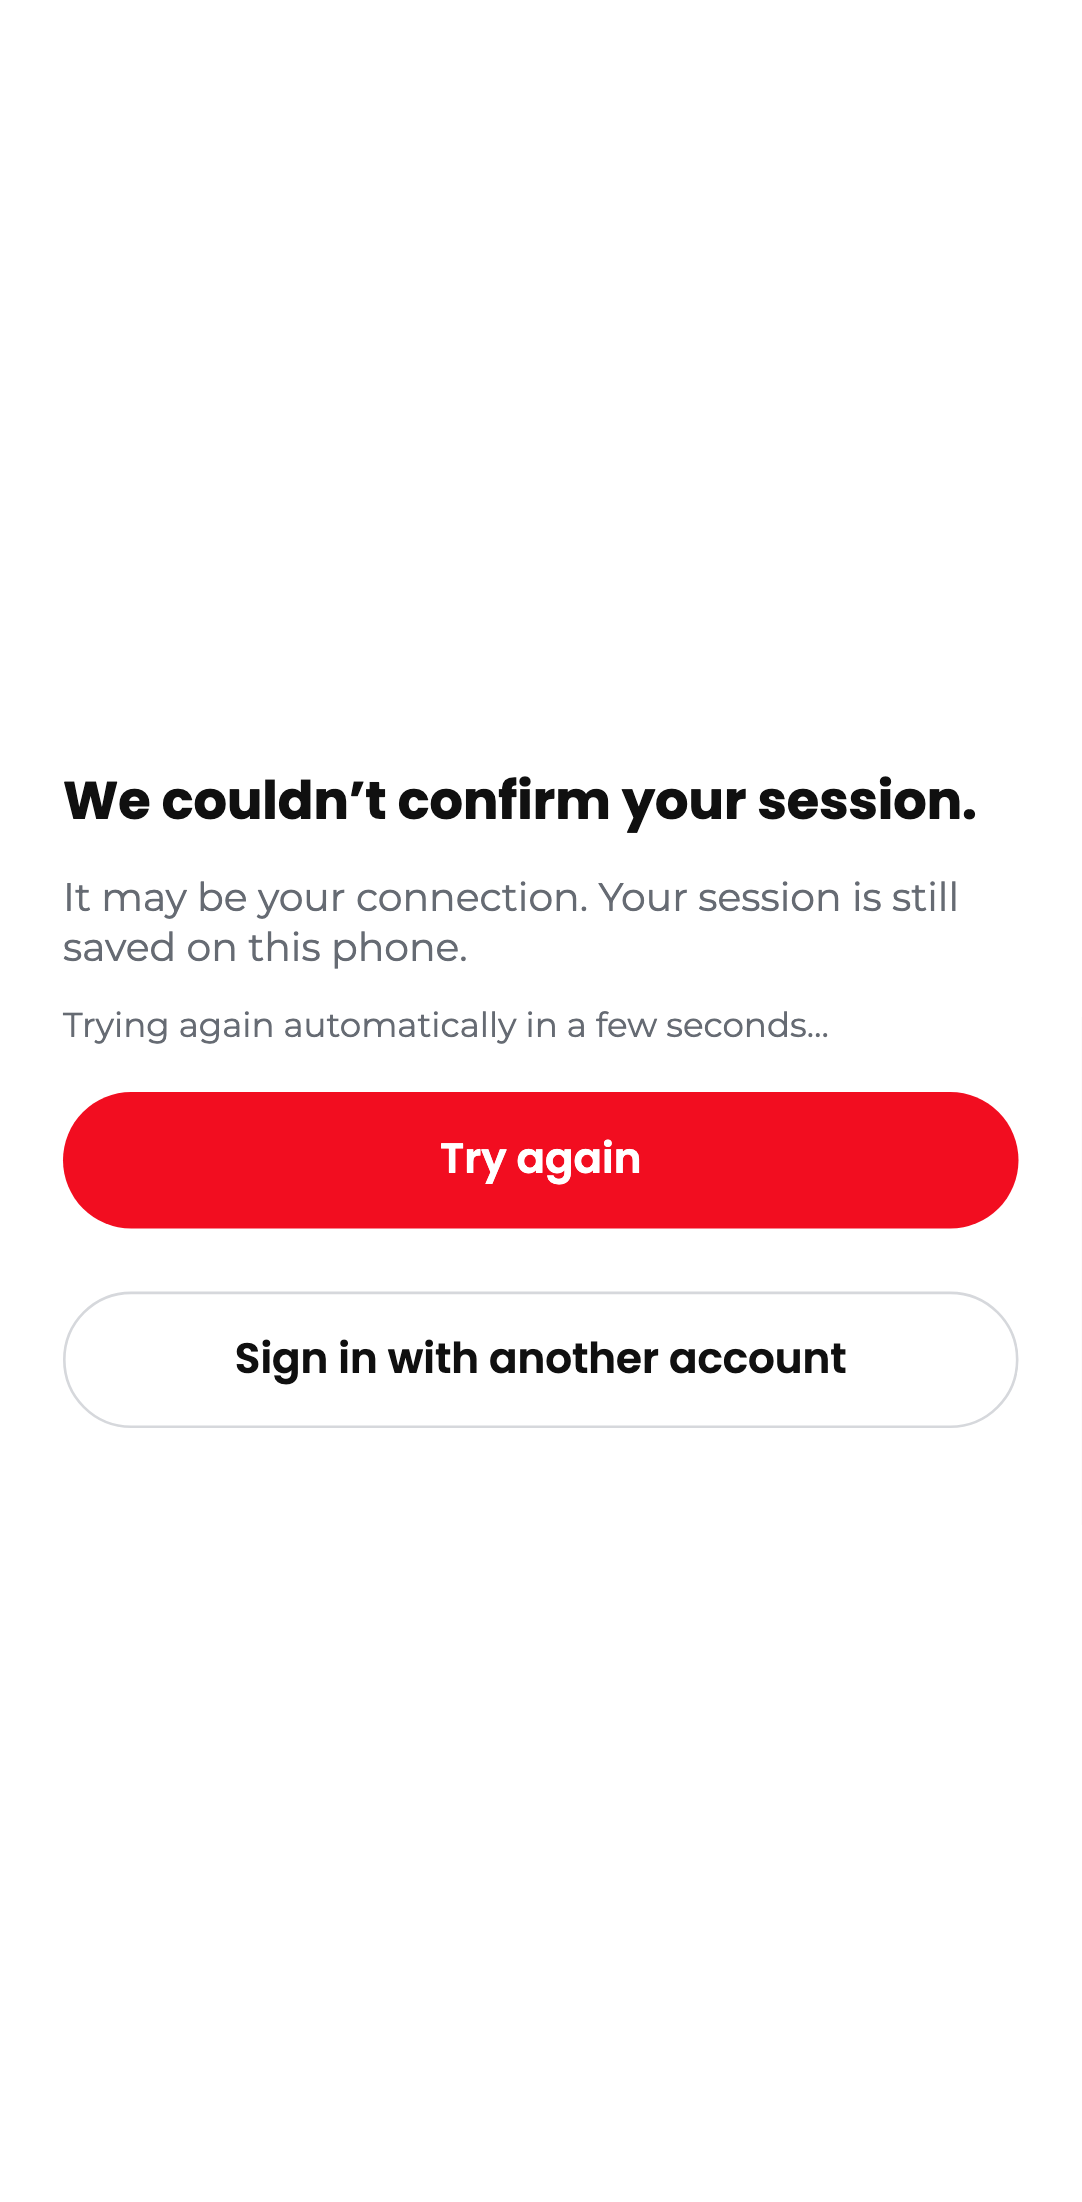 We couldn’t confirm your session.
It may be your connection. Your session is still
saved on this phone.
Trying again automatically in a few seconds...
Try again
Sign in with another account